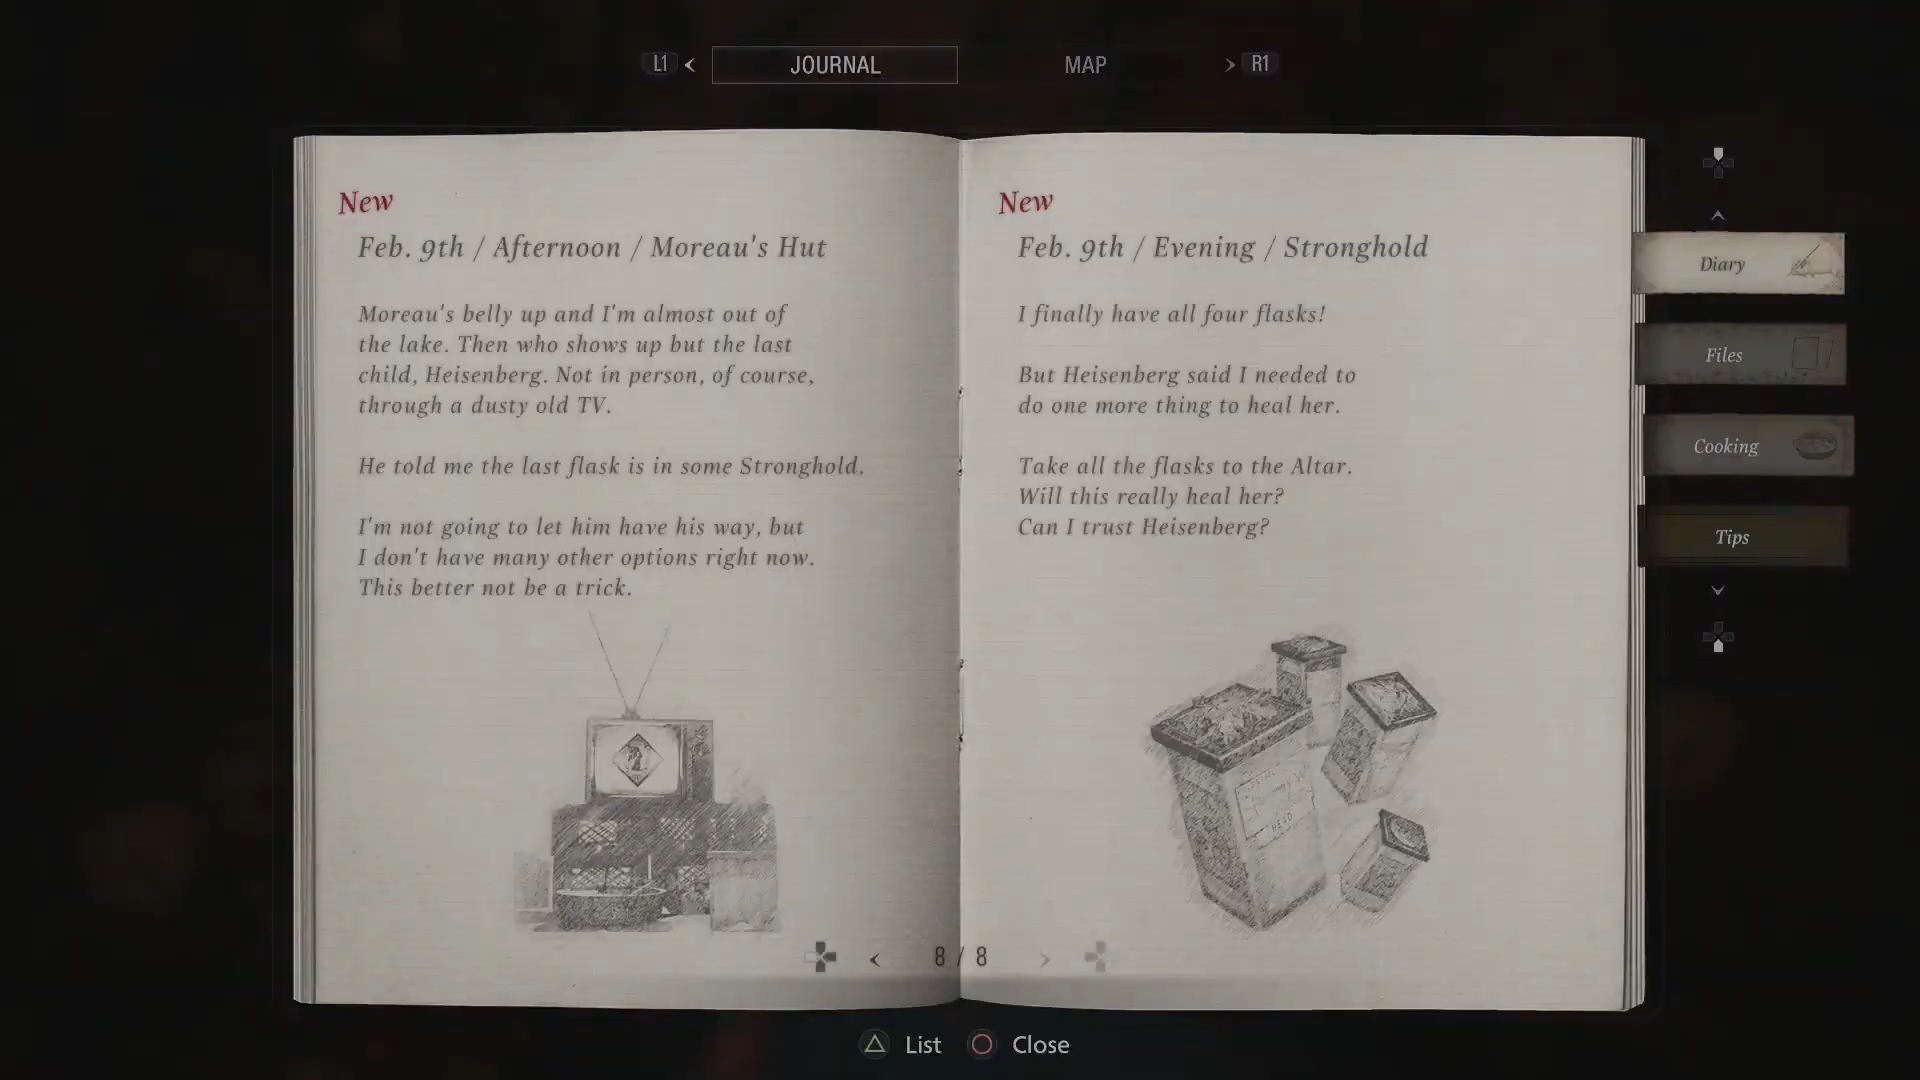 L1
JOURNAL
MAP
R1
New
Feb. 9th / Afternoon / Moreau's Hut
Moreau's belly up and I'm almost out of
the lake. Then who shows up but the last
child, Heisenberg. Not in person, of course,
through a dusty old TV.
He told me the last flask is in some Stronghold.
I'm not going to let him have his way, but
I don't have many other options right now.
This better not be a trick.
New
Feb. 9th / Evening / Stronghold
I finally have all four flasks!
But Heisenberg said I needed to
do one more thing to heal her.
Take all the flasks to the Altar.
Will this really heal her?
Can I trust Heisenberg?
HEAD
Diary
Files
Cooking
Tips
8 / 8
List
Close